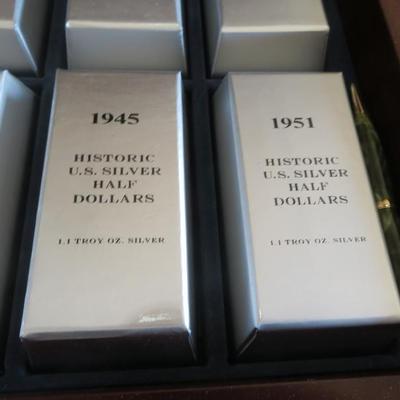 1945
HISTORIC
U.S. SILVER
HALF
DOLLARS
1.1 TROY OZ. SILVER
1951
HISTORIC
U.S. SILVER
HALF
DOLLARS
1.1 TROY OZ. SILVER